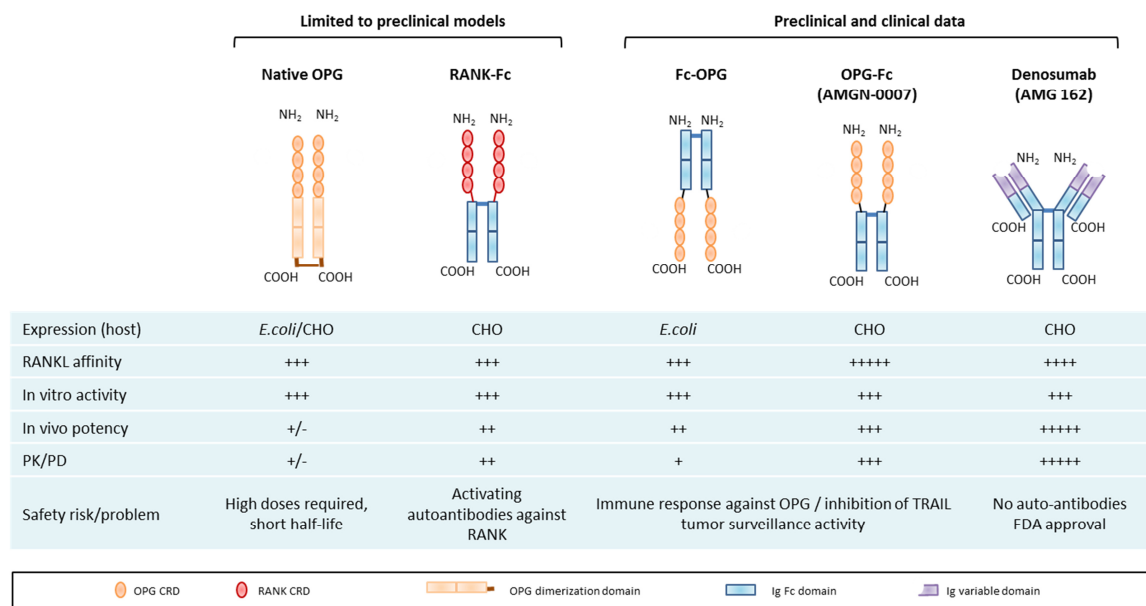 Limited to preclinical models
Preclinical and clinical data
Native OPG
RANK-Fc
Fc-OPG
OPG-Fc
(AMGN-0007)
Denosumab
(AMG 162)
NH2 NH2
NH2 NH2
NH2 NH2
NH2 NH2
NH2 NH2
COOH COOH
COOH COOH
COOH COOH
COOH COOH
COOH COOH
Expression (host) E.coli/CHO CHO E.coli CHO CHO
RANKL affinity +++ +++ +++ +++++ ++++
In vitro activity +++ +++ +++ +++ +++
In vivo potency +/- ++ ++ +++ +++++
PK/PD +/- ++ + +++ +++++
Safety risk/problem
High doses required,
short half-life
Activating
autoantibodies against
RANK
Immune response against OPG / inhibition of TRAIL
tumor surveillance activity
No auto-antibodies
FDA approval
OPG CRD RANK CRD OPG dimerization domain Ig Fc domain Ig variable domain